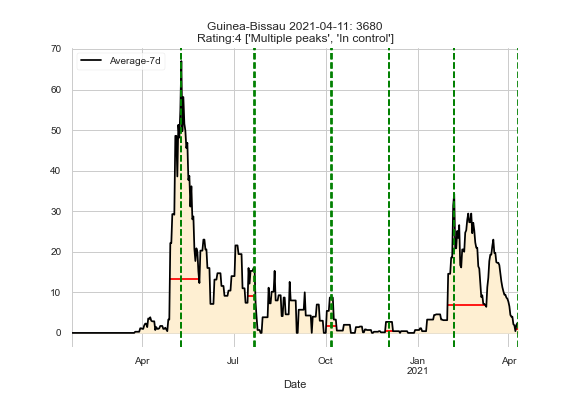 Guinea-Bissau 2021-04-11: 3680
Rating:4 ['Multiple peaks', 'In control']
70
Average-7d
60
50
40
30
20
10
0
Apr Jul Oct Jan Apr
2021
Date